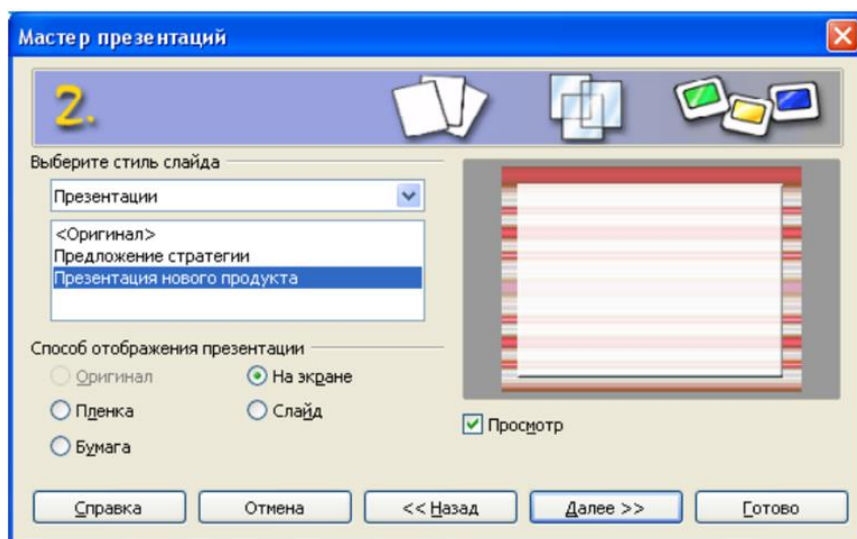 Мастер презентаций
2.
Выберите стиль слайда
Презентации
<Оригинал>
Предложение стратегии
Презентация нового продукта
Способ отображения презентации
Оригинал На экране
Пленка Слайд
Просмотр
Бумага
Справка Отмена << Назад Далее >> Готово